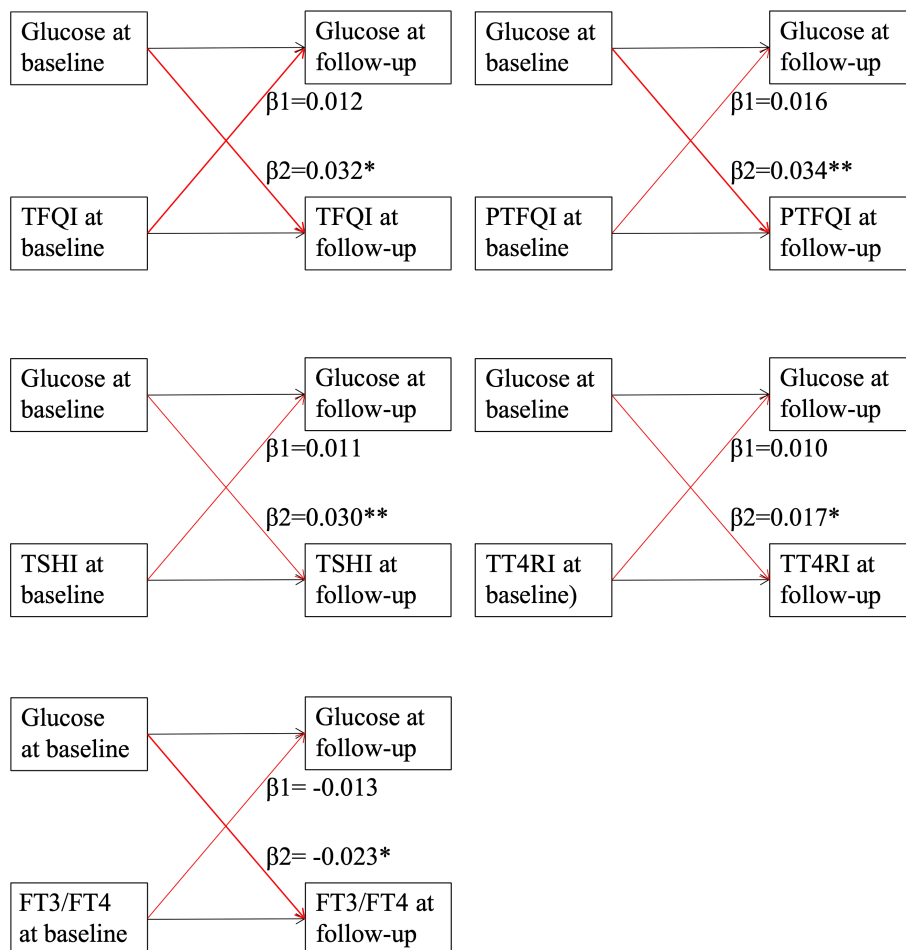 Glucose at
baseline
Glucose at
follow-up
β1=0.012
β2=0.032*
TFQI at
baseline
TFQI at
follow-up
Glucose at
baseline
Glucose at
follow-up
β1=0.016
β2=0.034**
PTFQI at
baseline
PTFQI at
follow-up
Glucose at
baseline
Glucose at
follow-up
β1=0.011
β2=0.030**
TSHI at
baseline
TSHI at
follow-up
Glucose at
baseline
Glucose at
follow-up
β1=0.010
β2=0.017*
TT4RI at
baseline)
TT4RI at
follow-up
Glucose
at baseline
Glucose at
follow-up
β1= -0.013
β2= -0.023*
FT3/FT4
at baseline
FT3/FT4 at
follow-up